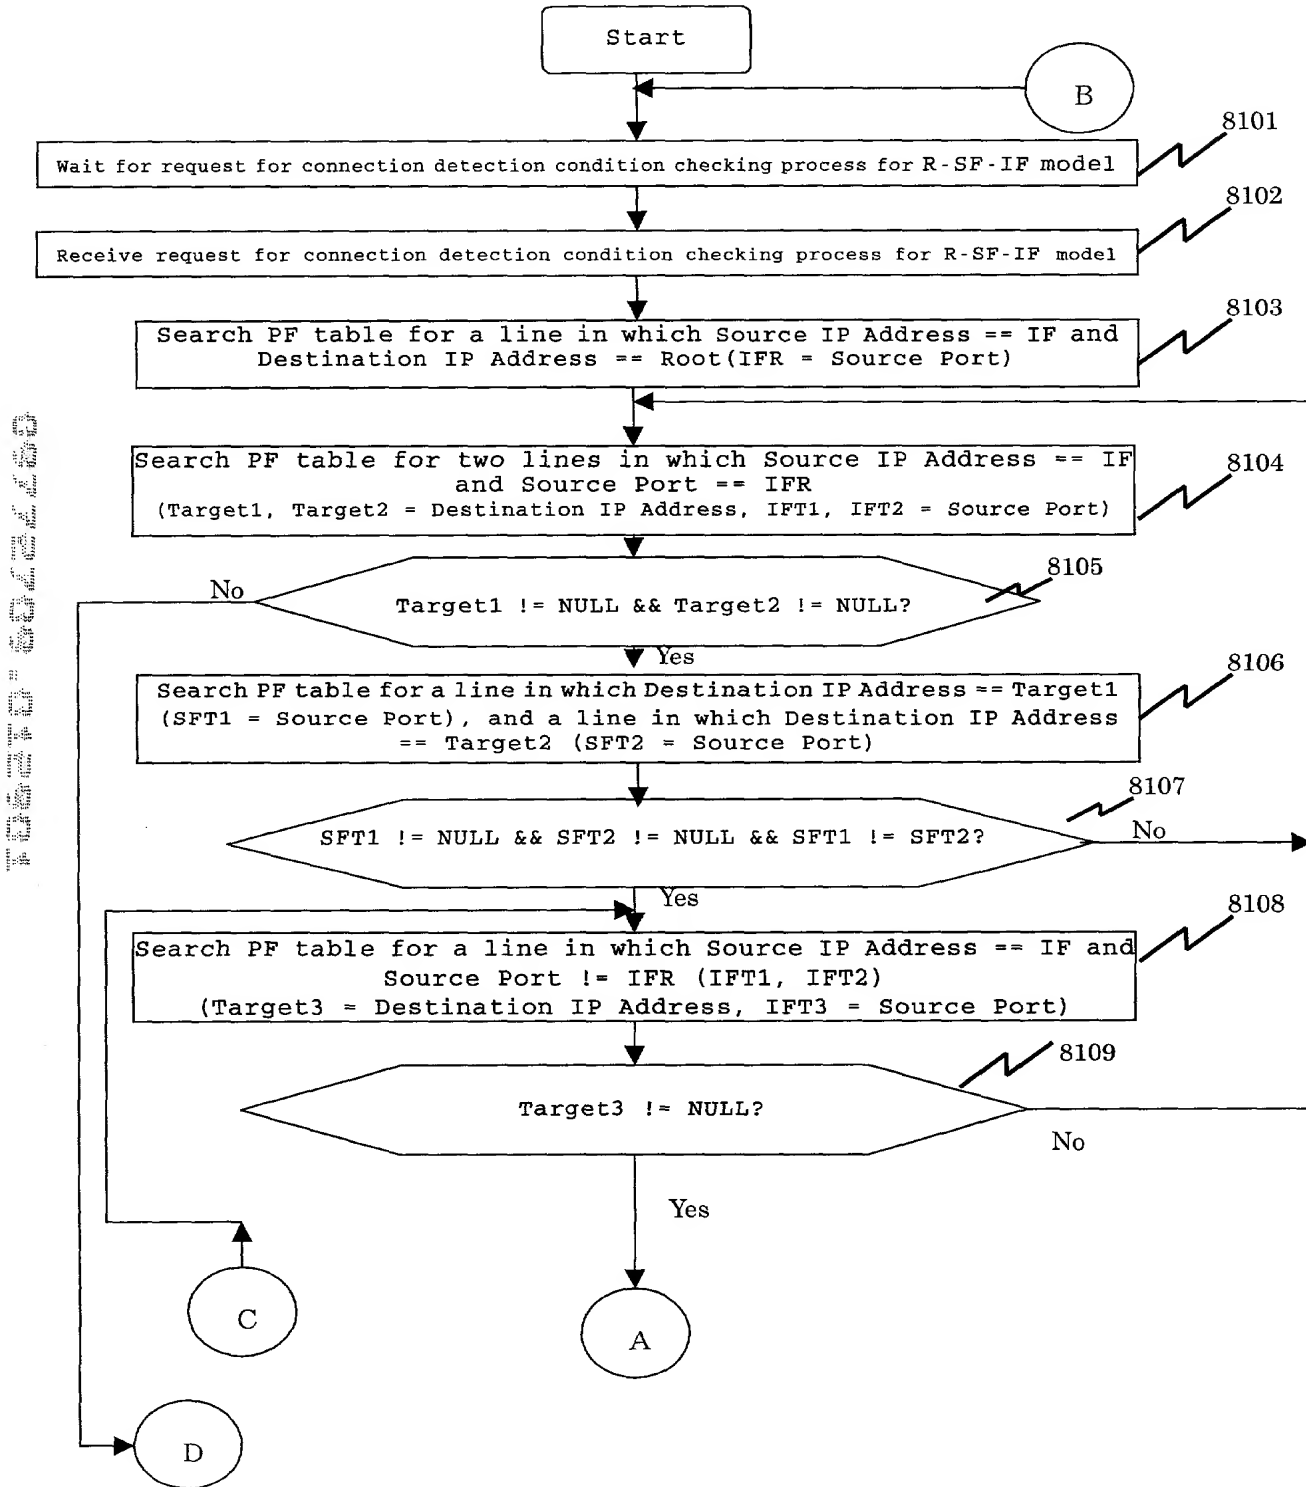 Start
B
8101
Wait for request for connection detection condition checking process for R-SF-IF model
8102
Receive request for connection detection condition checking process for R-SF-IF model
8103
Search PF table for a line in which Source IP Address == IF and
Destination IP Address == Root(IFR = Source Port)
8104
Search PF table for two lines in which Source IP Address == IF
and Source Port == IFR
(Target1, Target2 = Destination IP Address, IFT1, IFT2 = Source Port)
8105
No
Target1 != NULL && Target2 != NULL?
Yes
8106
Search PF table for a line in which Destination IP Address == Target1
(SFT1 = Source Port), and a line in which Destination IP Address
== Target2 (SFT2 = Source Port)
8107
SFT1 != NULL && SFT2 != NULL && SFT1 != SFT2?
No
Yes
8108
Search PF table for a line in which Source IP Address == IF and
Source Port != IFR (IFT1, IFT2)
(Target3 = Destination IP Address, IFT3 = Source Port)
8109
Target3 != NULL?
No
Yes
C
A
D